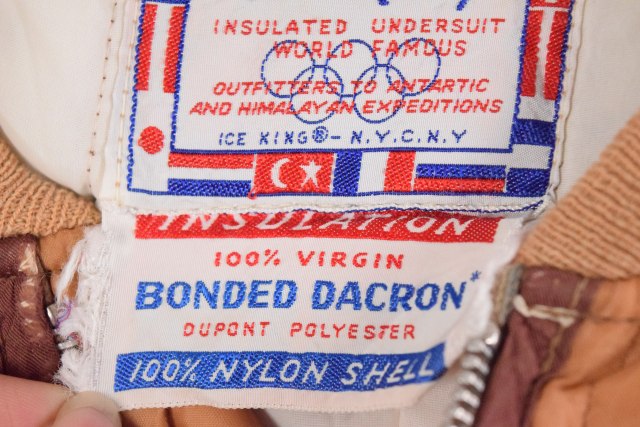 INSULATED UNDERSUIT
WORLD FAMOUS
OUTFITTERS TO ANTARTIC
AND HIMALAYAN EXPEDITIONS
ICE KING® - N.Y.C.N.Y
INSULATION
100% VIRGIN
BONDED DACRON*
DUPONT POLYESTER
100% NYLON SHELL